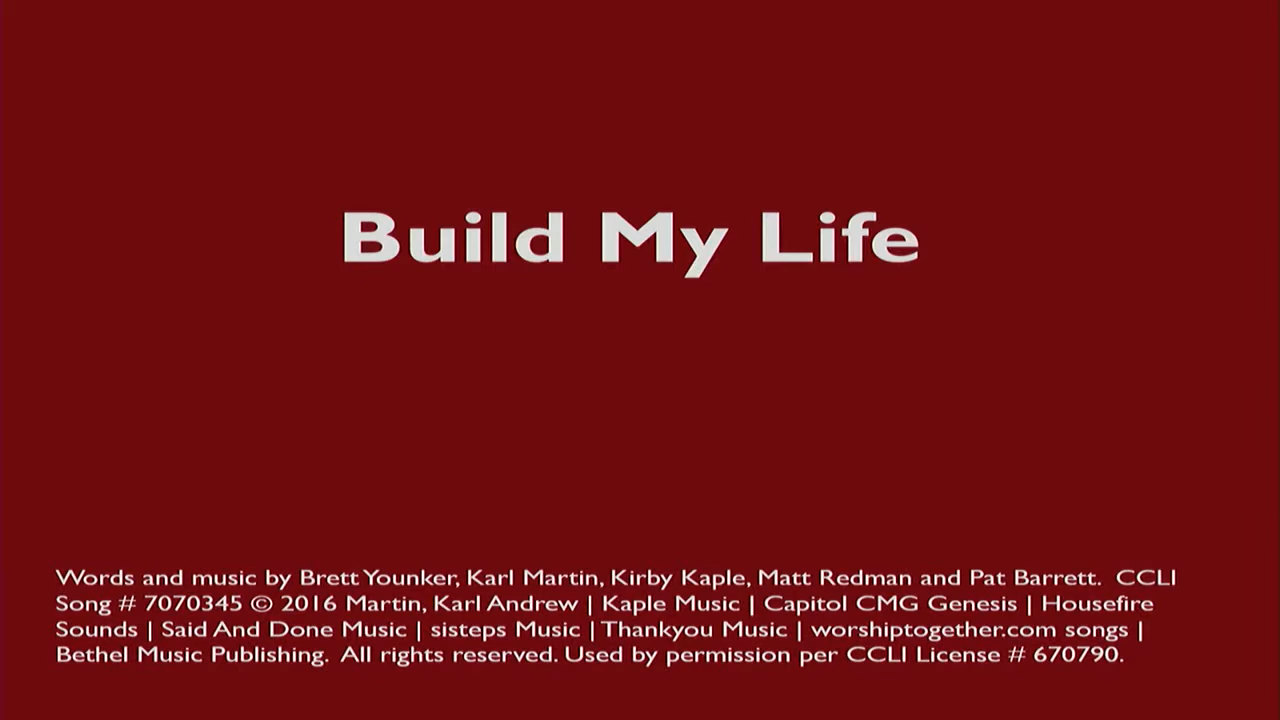 Build My Life
Words and music by Brett Younker, Karl Martin, Kirby Kaple, Matt Redman and Pat Barrett.  CCLI
Song # 7070345 © 2016 Martin, Karl Andrew | Kaple Music | Capitol CMG Genesis | Housefire
Sounds | Said And Done Music | sisteps Music | Thankyou Music | worshiptogether.com songs |
Bethel Music Publishing.  All rights reserved. Used by permission per CCLI License # 670790.